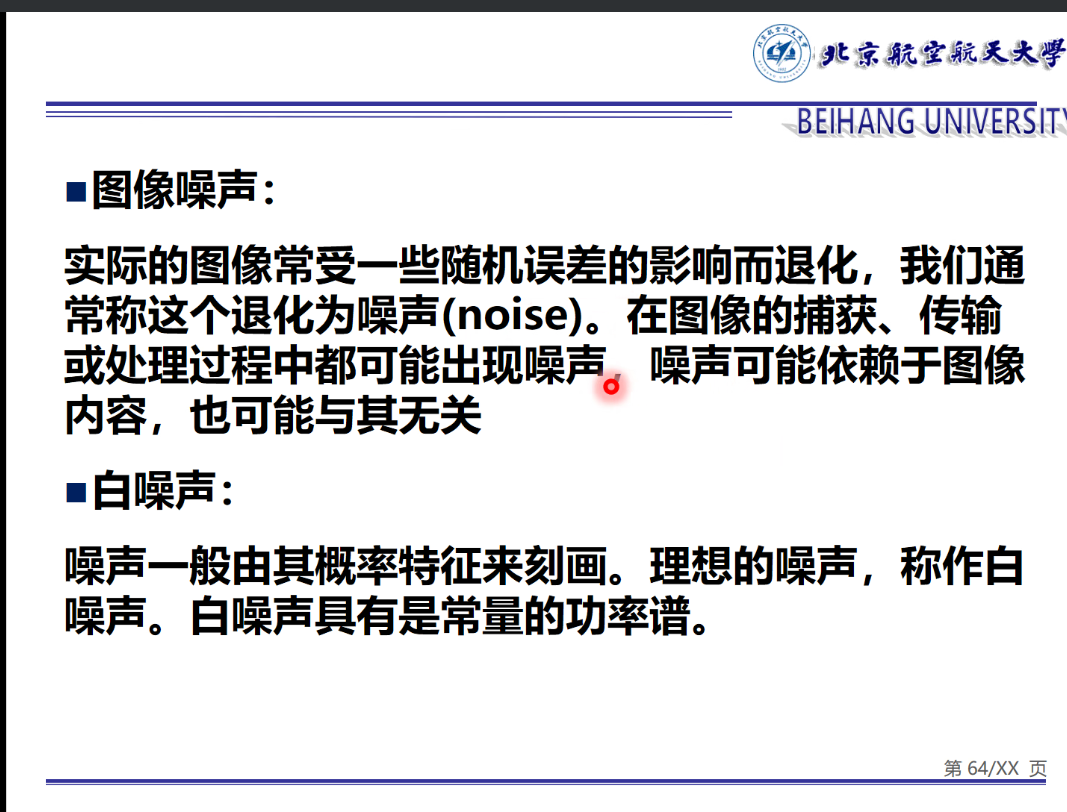 北京航空航天大學
BEIHANG UNIVERSITY
■图像噪声：
实际的图像常受一些随机误差的影响而退化，我们通
常称这个退化为噪声(noise)。在图像的捕获、传输
或处理过程中都可能出现噪声，噪声可能依赖于图像
内容，也可能与其无关
■白噪声：
噪声一般由其概率特征来刻画。理想的噪声，称作白
噪声。白噪声具有是常量的功率谱。
第 64/XX 页